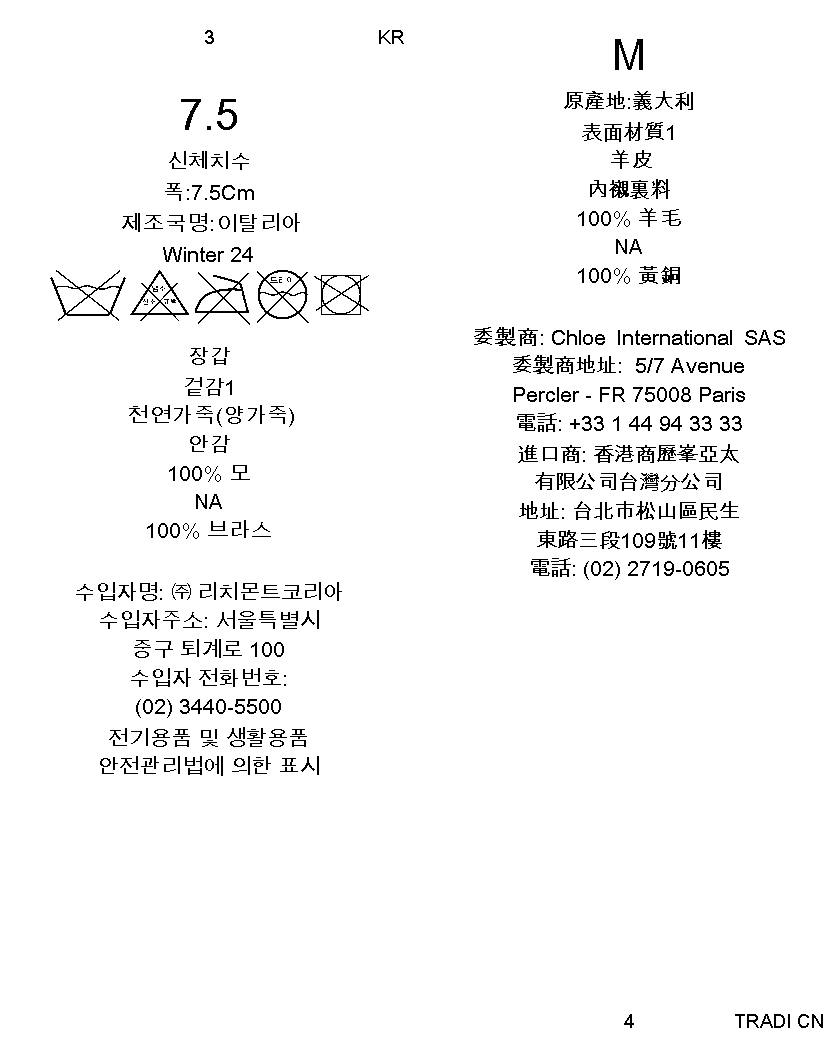 3 KR
7.5
신체치수
폭:7.5Cm
제조국명:이탈리아
Winter 24
염소
산소 표백
드라이
장갑
겉감1
천연가죽(양가죽)
안감
100% 모
NA
100% 브라스
수입자명: ㈜ 리치몬트코리아
수입자주소: 서울특별시
중구 퇴계로 100
수입자 전화번호:
(02) 3440-5500
전기용품 및 생활용품
안전관리법에 의한 표시
M
原產地:義大利
表面材質1
羊皮
內襯裏料
100% 羊毛
NA
100% 黃銅
委製商: Chloe International SAS
委製商地址: 5/7 Avenue
Percler - FR 75008 Paris
電話: +33 1 44 94 33 33
進口商: 香港商歷峯亞太
有限公司台灣分公司
地址: 台北市松山區民生
東路三段109號11樓
電話: (02) 2719-0605
4 TRADI CN